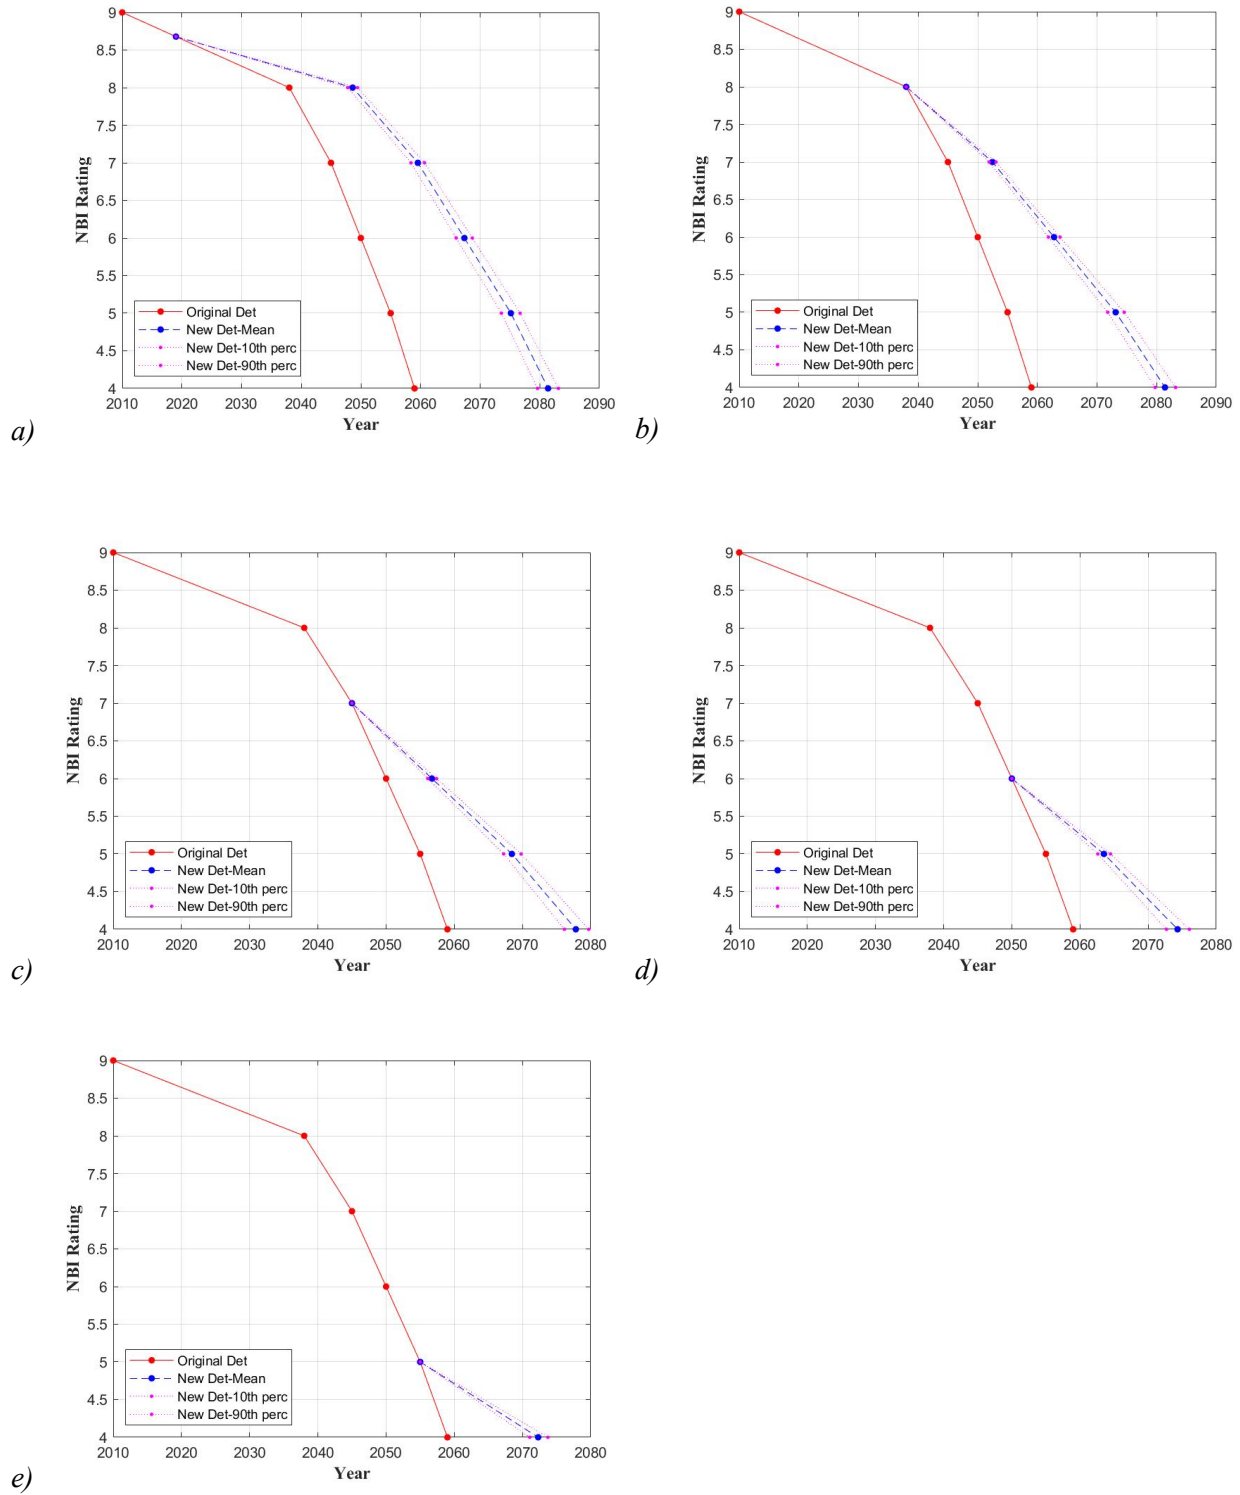 9
8.5
8
7.5
7
6.5
6
5.5
5
4.5
4
NBI Rating
Original Det
New Det-Mean
New Det-10th perc
New Det-90th perc
2010 2020 2030 2040 2050 2060 2070 2080 2090
Year
a)
9
8.5
8
7.5
7
6.5
6
5.5
5
4.5
4
NBI Rating
Original Det
New Det-Mean
New Det-10th perc
New Det-90th perc
2010 2020 2030 2040 2050 2060 2070 2080 2090
Year
b)
9
8.5
8
7.5
7
6.5
6
5.5
5
4.5
4
NBI Rating
Original Det
New Det-Mean
New Det-10th perc
New Det-90th perc
2010 2020 2030 2040 2050 2060 2070 2080
Year
c)
9
8.5
8
7.5
7
6.5
6
5.5
5
4.5
4
NBI Rating
Original Det
New Det-Mean
New Det-10th perc
New Det-90th perc
2010 2020 2030 2040 2050 2060 2070 2080
Year
d)
9
8.5
8
7.5
7
6.5
6
5.5
5
4.5
4
NBI Rating
Original Det
New Det-Mean
New Det-10th perc
New Det-90th perc
2010 2020 2030 2040 2050 2060 2070 2080
Year
e)